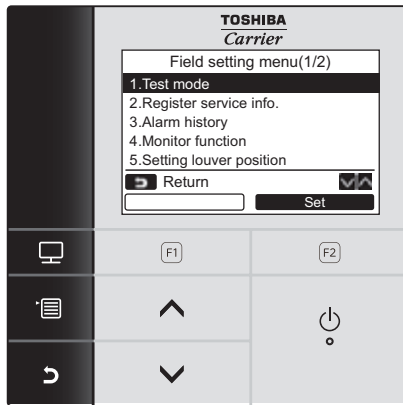 TOSHIBA
Carrier
Field setting menu(1/2)
1.Test mode
2.Register service info.
3.Alarm history
4.Monitor function
5.Setting louver position
Return
Set
F1
F2